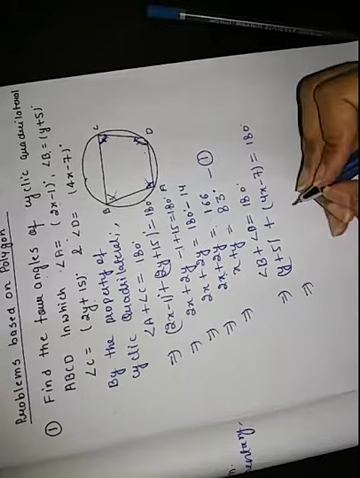 Problems based on Polygon
① Find the four angles of cyclic quadrilateral
ABCD in which ∠A = (2x-1)°, ∠B = (y+5)°
∠C = (2y+15)° & ∠D = (4x-7)°
By the property of
cyclic Quadrilateral,
∠A + ∠C = 180°
⇒ (2x-1) + (2y+15) = 180°
⇒ 2x + 2y - 1 + 15 = 180°
⇒ 2x + 2y = 180 - 14
⇒ 2x + 2y = 166
⇒ x + y = 83° - ①
∠B + ∠D = 180°
⇒ (y+5) + (4x-7) = 180
⇒
B
C
D
A
entary.